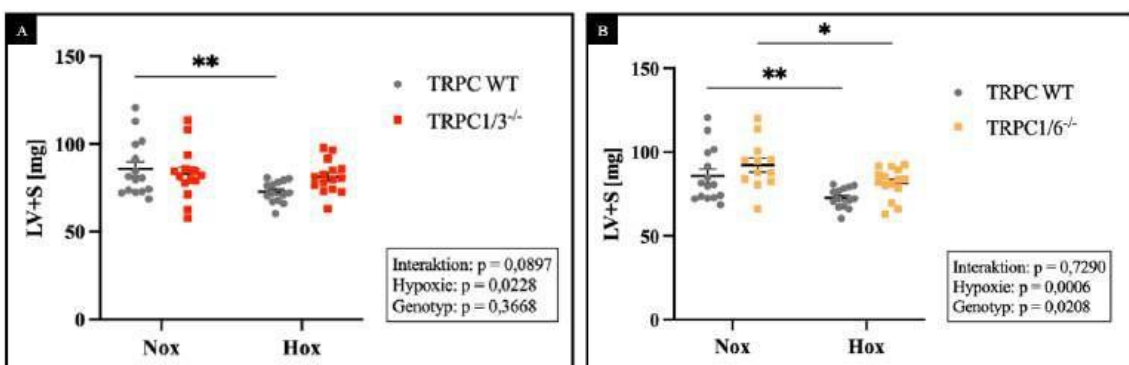 A
150
100
50
0
LV+S [mg]
**
TRPC WT
TRPC1/3-/-
Interaktion: p = 0,0897
Hypoxie: p = 0,0228
Genotyp: p = 0,3668
Nox Hox
B
150
100
50
0
LV+S [mg]
*
**
TRPC WT
TRPC1/6-/-
Interaktion: p = 0,7290
Hypoxie: p = 0,0006
Genotyp: p = 0,0208
Nox Hox